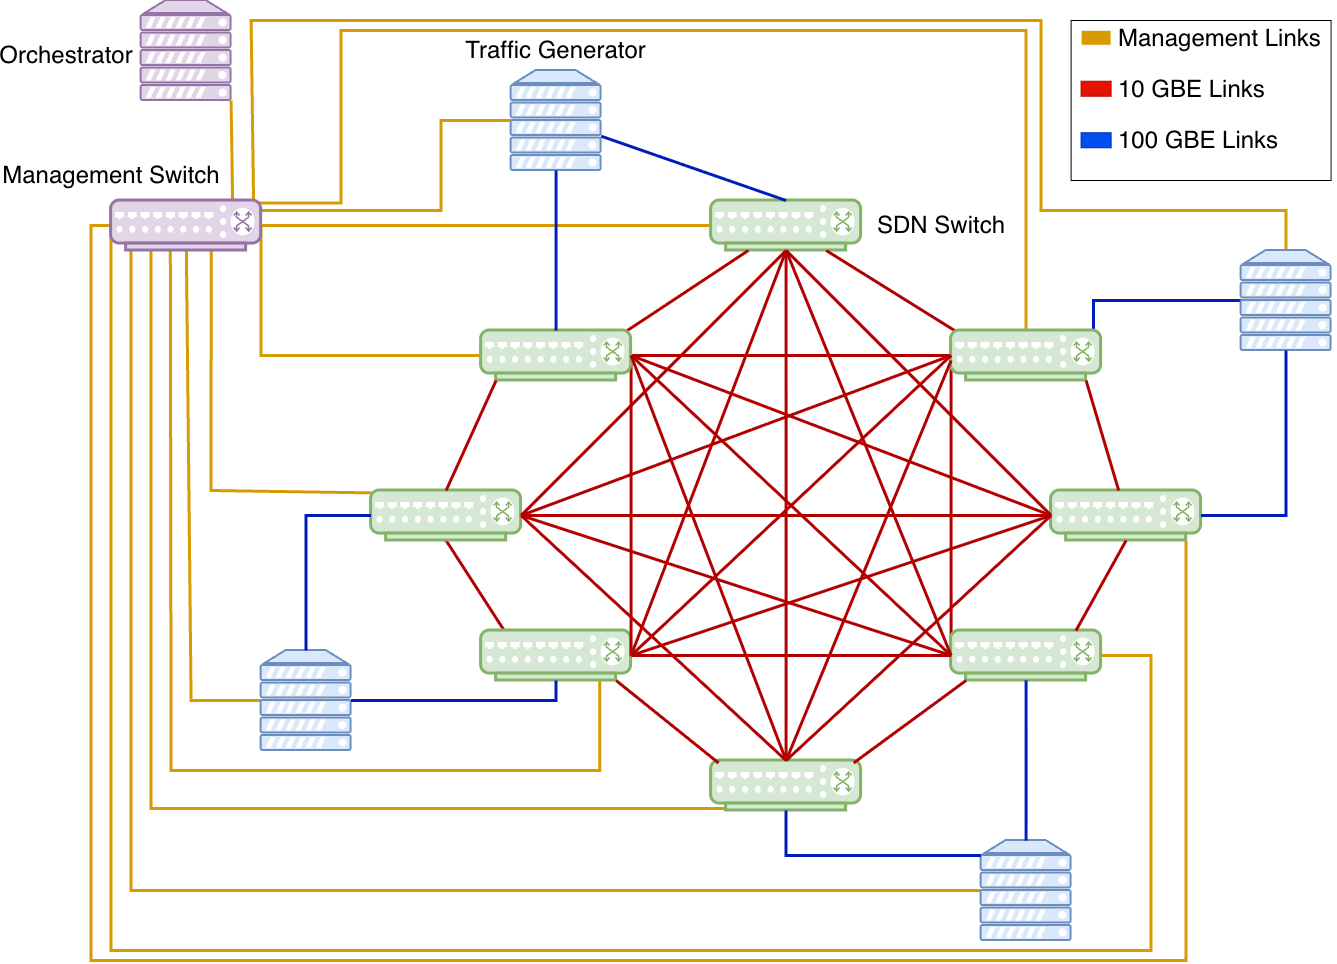 Orchestrator
Traffic Generator
Management Links
10 GBE Links
100 GBE Links
Management Switch
SDN Switch